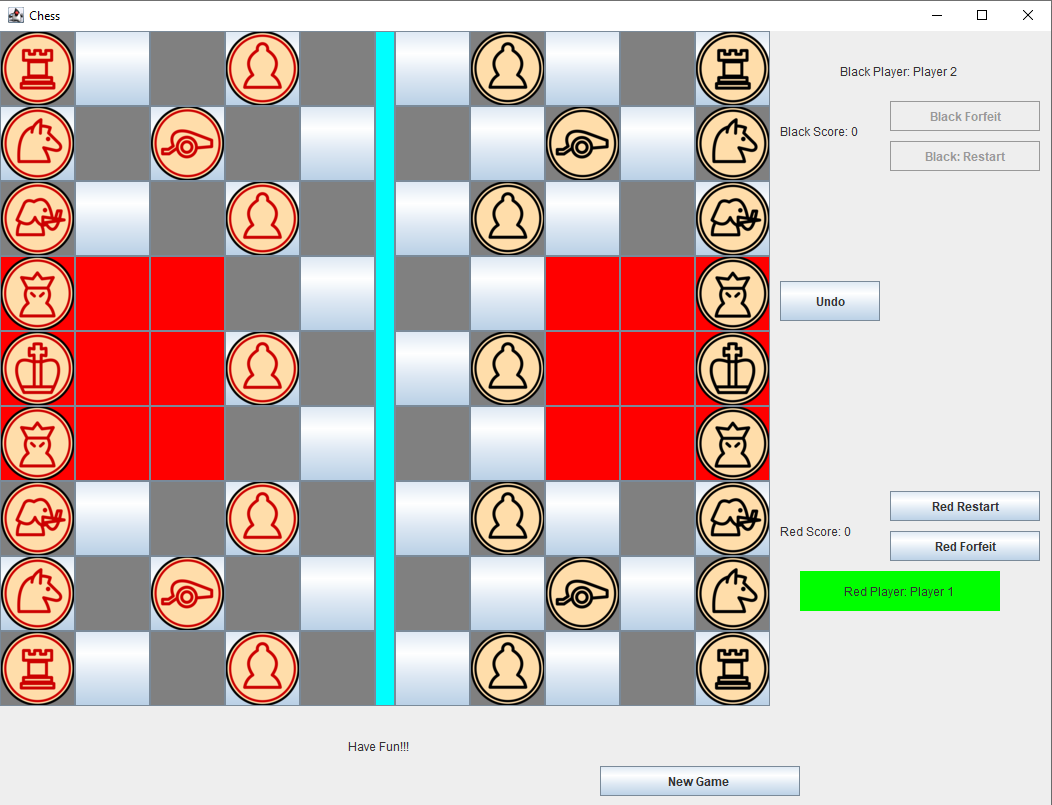 Chess
Black Player: Player 2
Black Forfeit
Black Score: 0
Black: Restart
Undo
Red Restart
Red Score: 0
Red Forfeit
Red Player: Player 1
Have Fun!!!
New Game